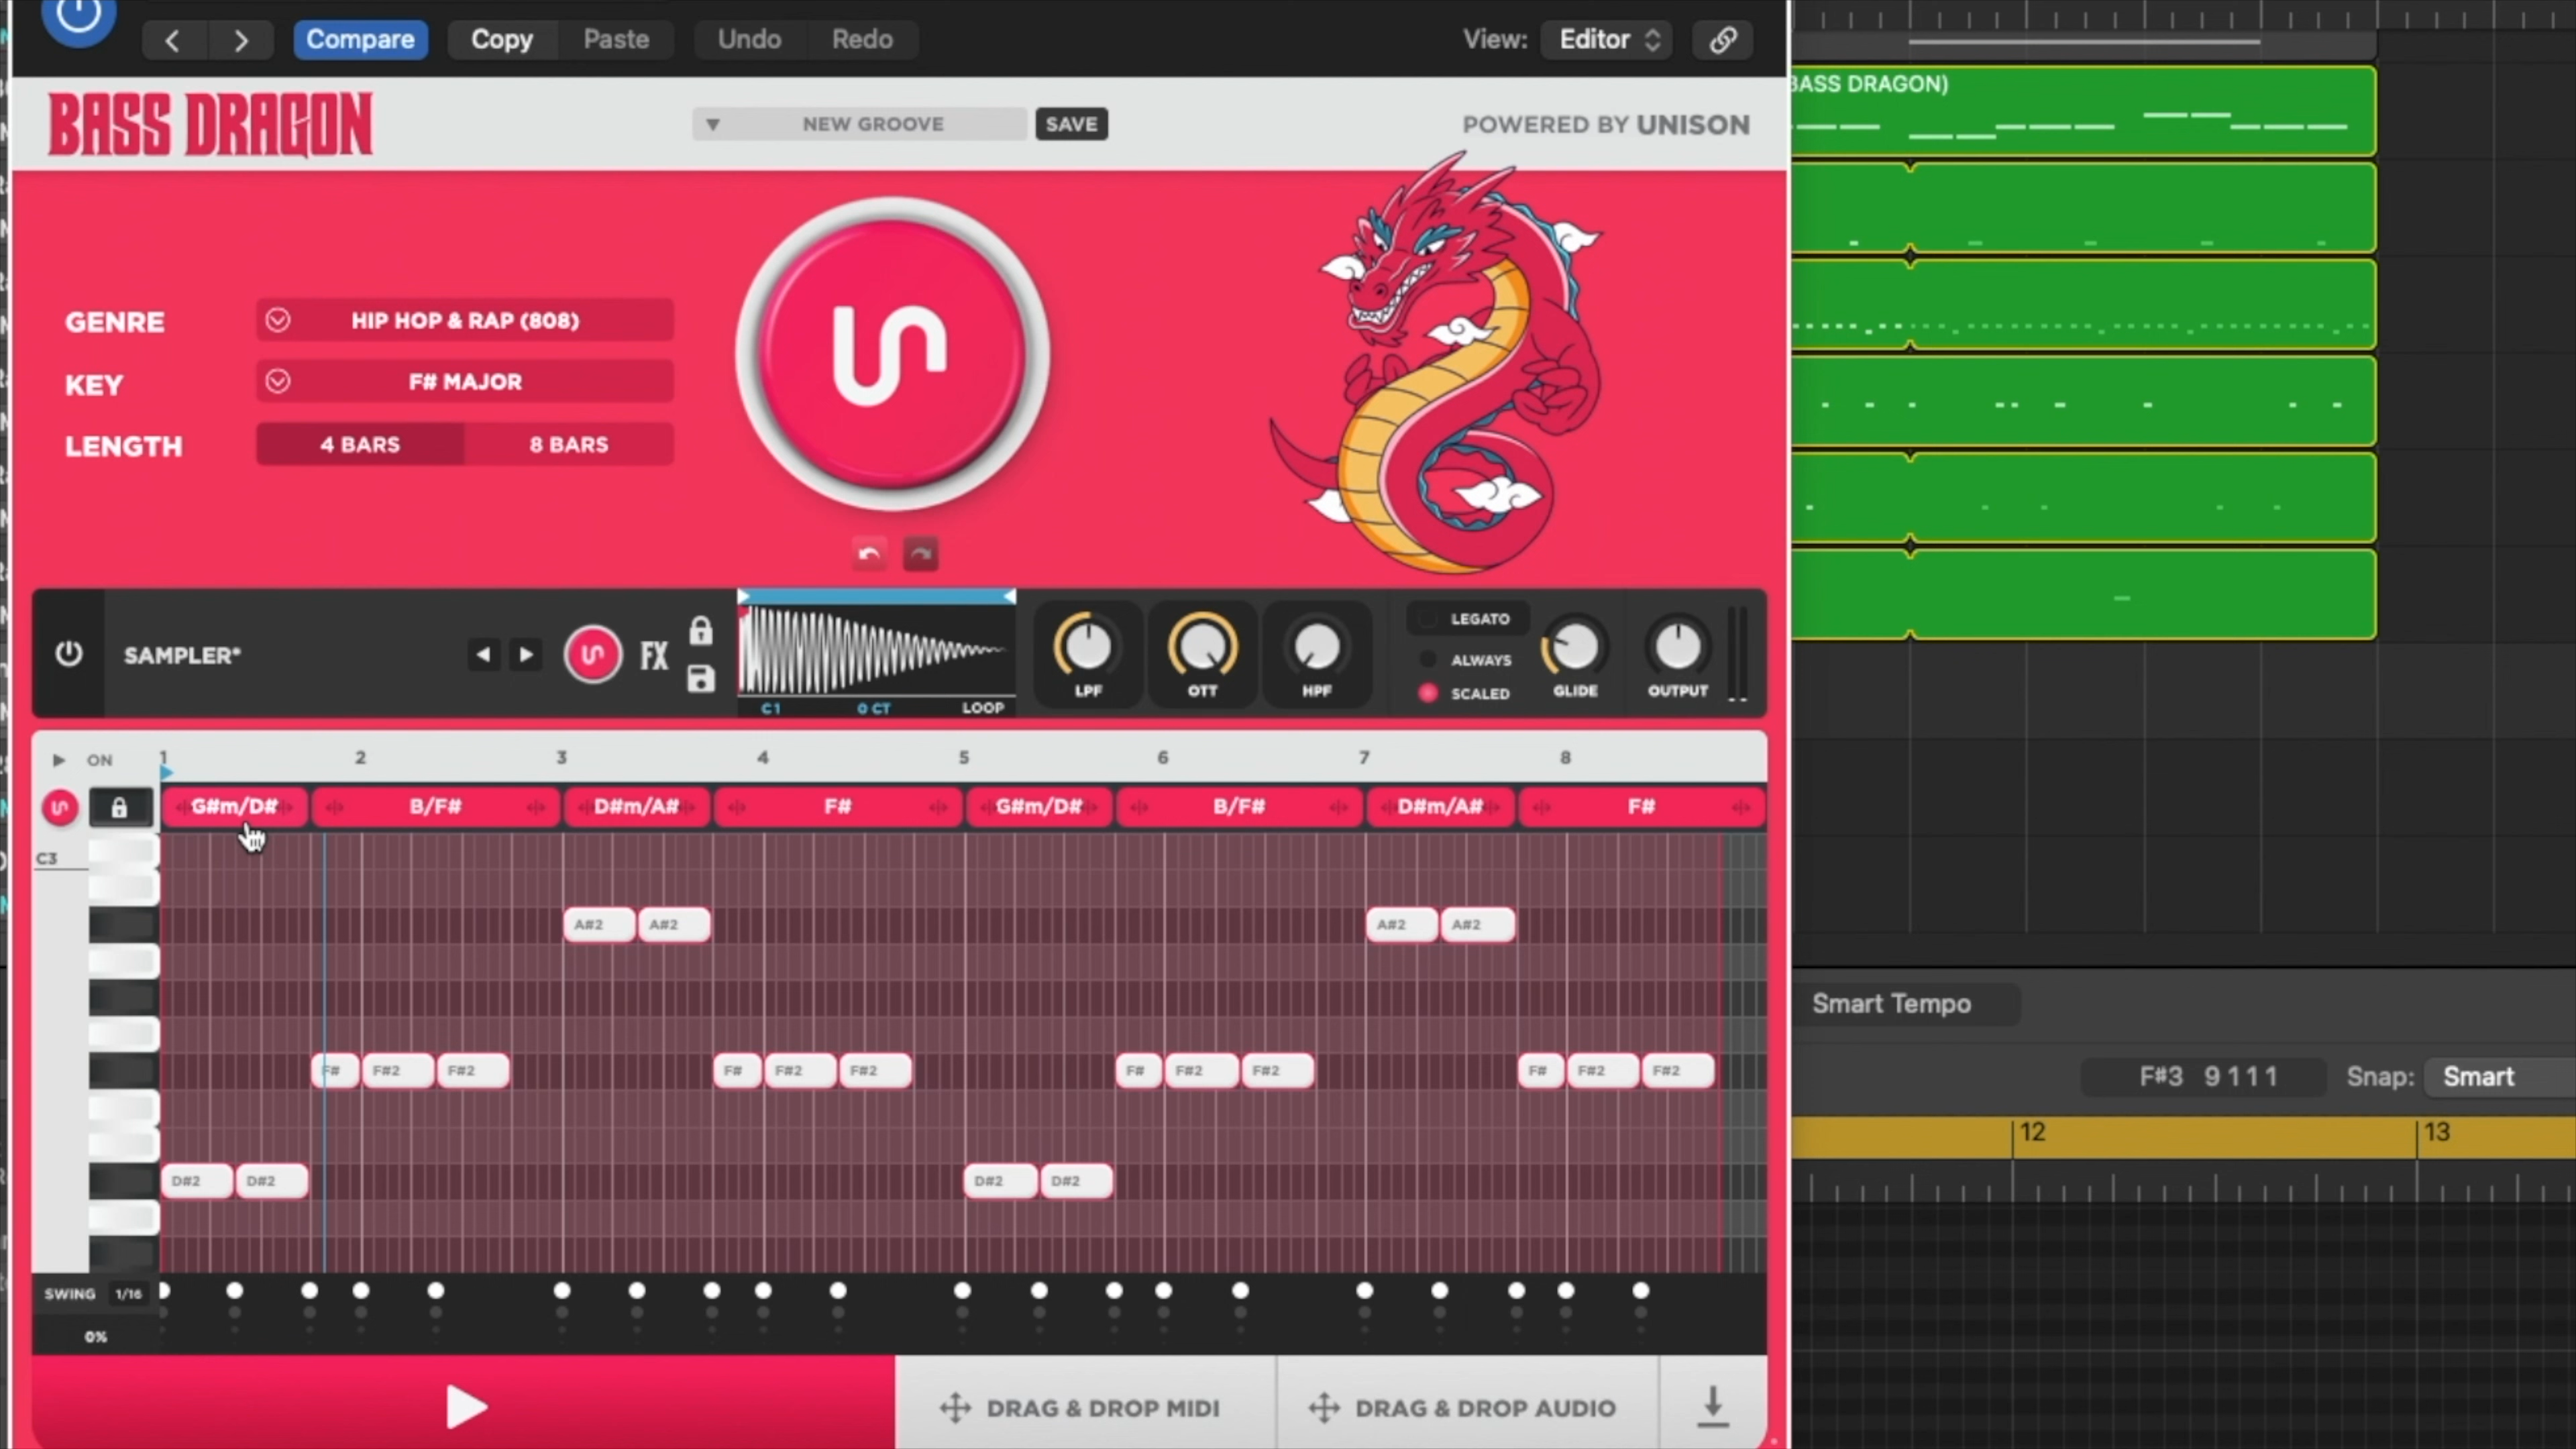 Compare
Copy
Paste
Undo
Redo
View:
Editor
BASS DRAGON
NEW GROOVE
SAVE
POWERED BY UNISON
BASS DRAGON)
GENRE
HIP HOP & RAP (808)
KEY
F# MAJOR
LENGTH
4 BARS
8 BARS
SAMPLER*
FX
C1
0 CT
LOOP
LPF
OTT
HPF
LEGATO
ALWAYS
SCALED
GLIDE
OUTPUT
ON
1 2 3 4 5 6 7 8
G#m/D# B/F# D#m/A# F# G#m/D# B/F# D#m/A# F#
C3
A#2 A#2 A#2 A#2
F# F#2 F#2 F# F#2 F#2 F# F#2 F#2 F# F#2 F#2
D#2 D#2 D#2 D#2
SWING 1/16
0%
DRAG & DROP MIDI
DRAG & DROP AUDIO
Smart Tempo
F#3 9 1 1 1
Snap: Smart
12 13